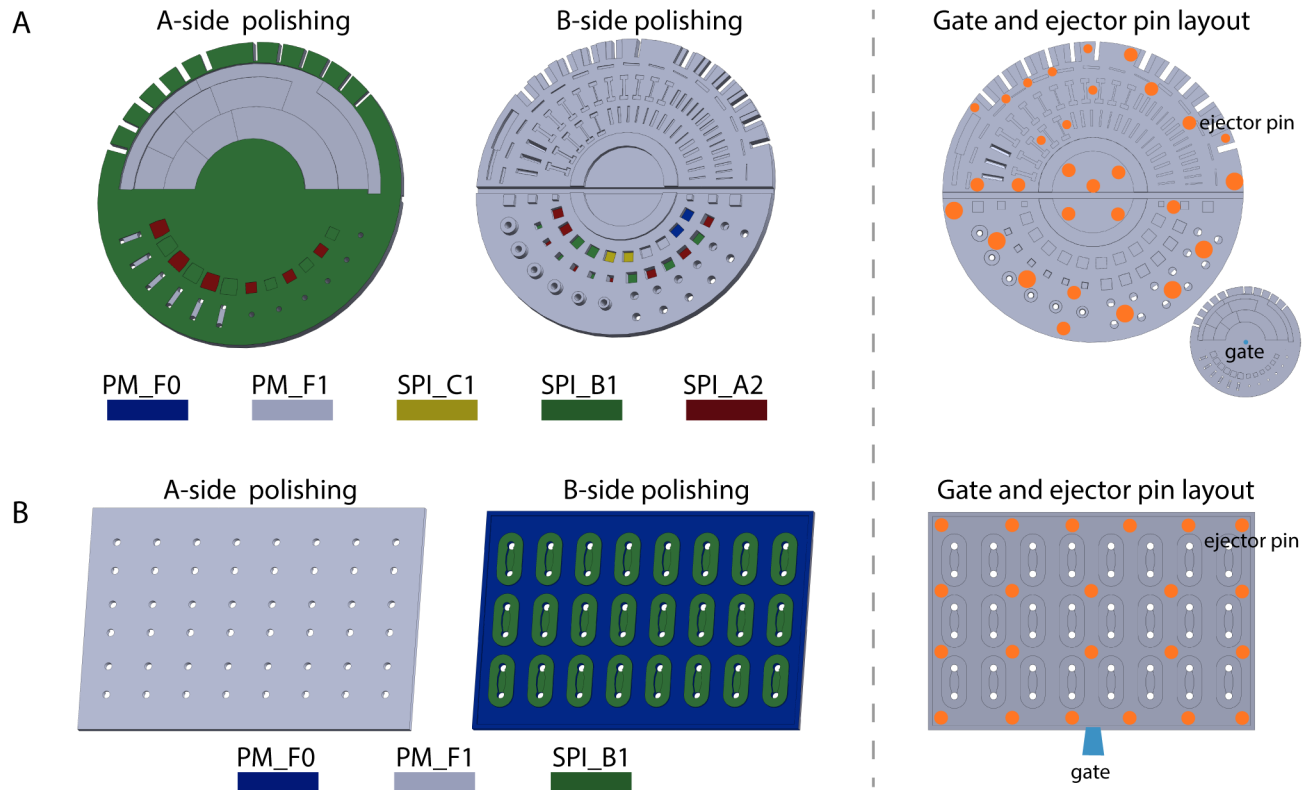 A
A-side polishing
B-side polishing
Gate and ejector pin layout
ejector pin
gate
PM_F0
PM_F1
SPI_C1
SPI_B1
SPI_A2
B
A-side polishing
B-side polishing
Gate and ejector pin layout
ejector pin
gate
PM_F0
PM_F1
SPI_B1